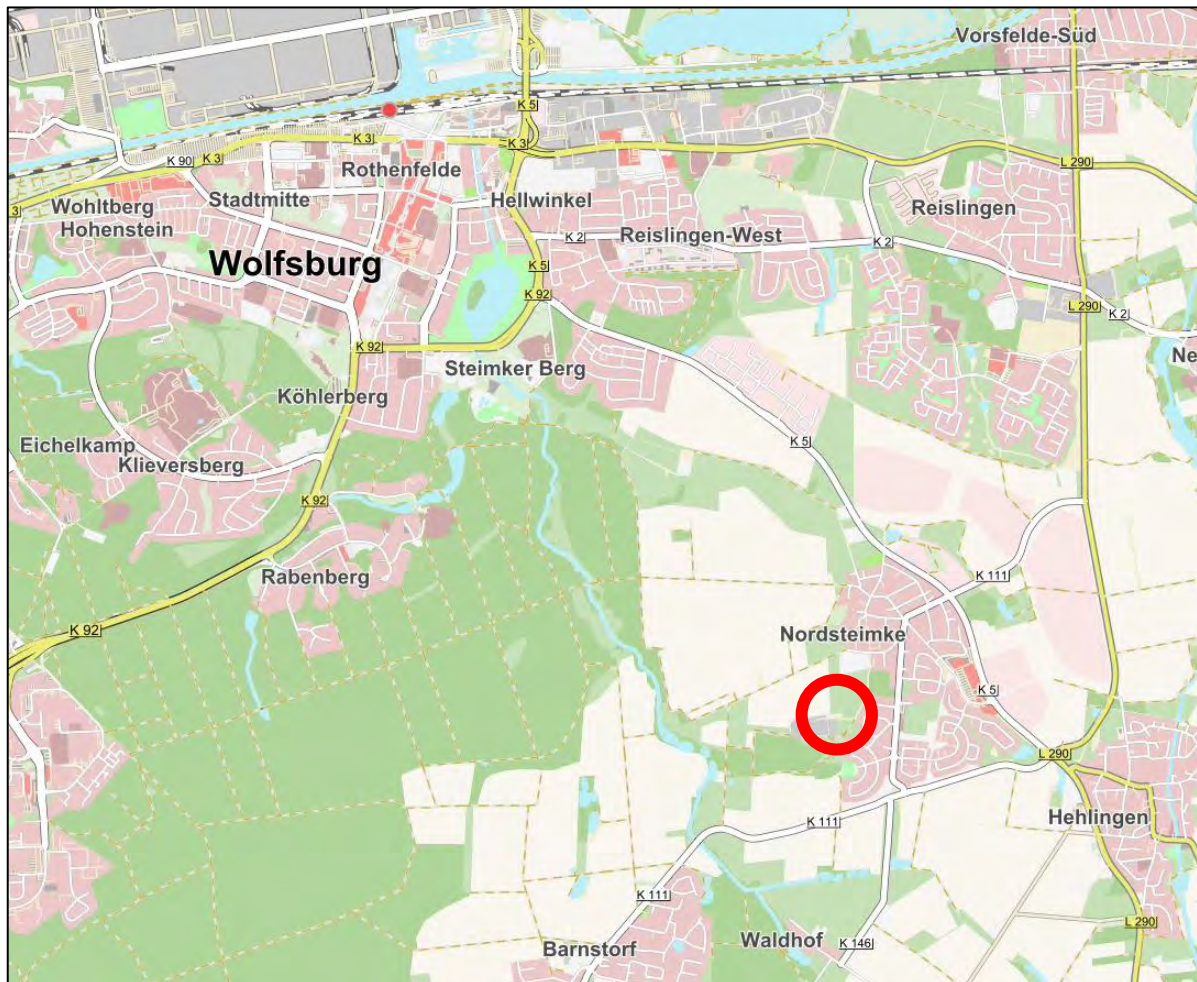 Vorsfelde-Süd
K 5
K 3
K 3
K 90
K 3
L 290
Rothenfelde
Stadtmitte
Hellwinkel
Wohltberg
Hohenstein
3
Reislingen
K 2
Reislingen-West
K 2
Wolfsburg
K 5
K 92
L 290
K 2
K 92
Steimker Berg
Ne
Köhlerberg
Eichelkamp
Klieversberg
K 5
K 92
Rabenberg
K 111
K 92
Nordsteimke
K 5
L 290
Hehlingen
K 111
K 111
L 290
Barnstorf
Waldhof
K 146